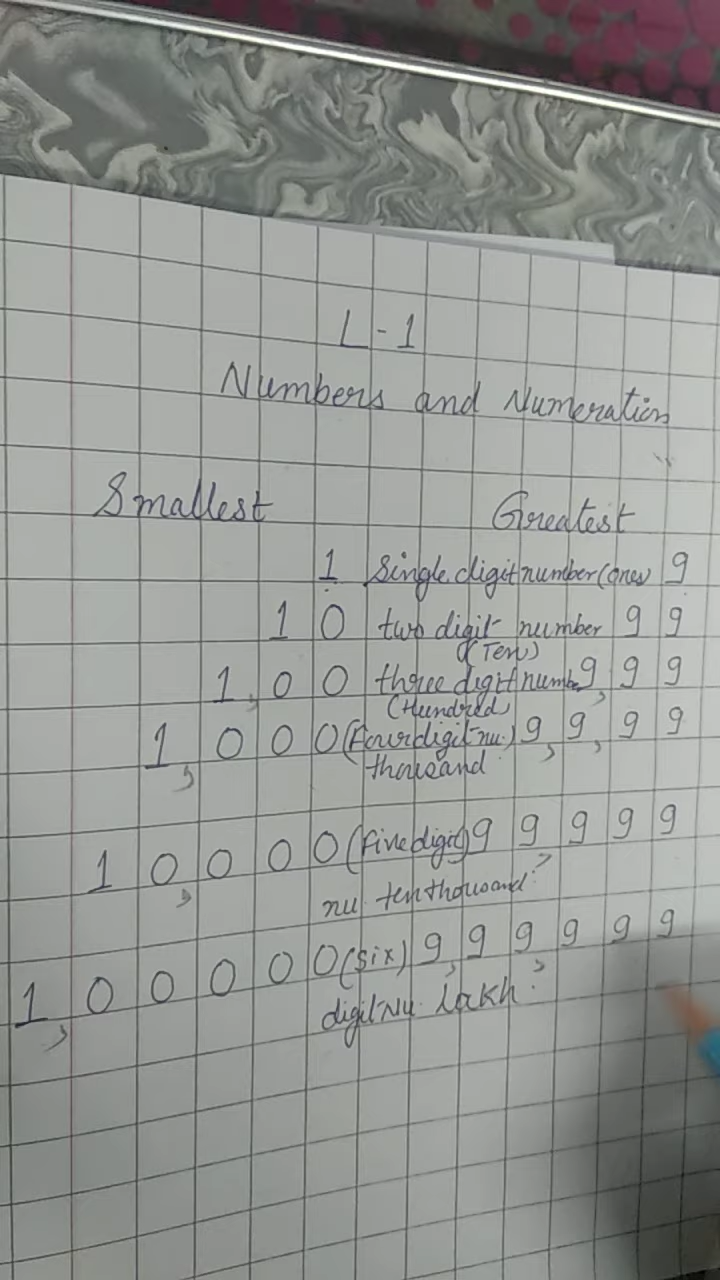 L - 1
Numbers and Numeration
Smallest Greatest
1 Single digit number (ones) 9
1 0 two digit number 9 9
(Ten)
1,0 0 three digit numbe 9,9 9
(Hundred)
1,0 0 0 (Four digit nu.) 9,9,9 9
thousand
1 0,0 0 0 (Five digit) 9 9,9 9 9
nu ten thousand
1,0 0 0 0 0 (six) 9,9 9,9 9 9
digit Nu. lakh